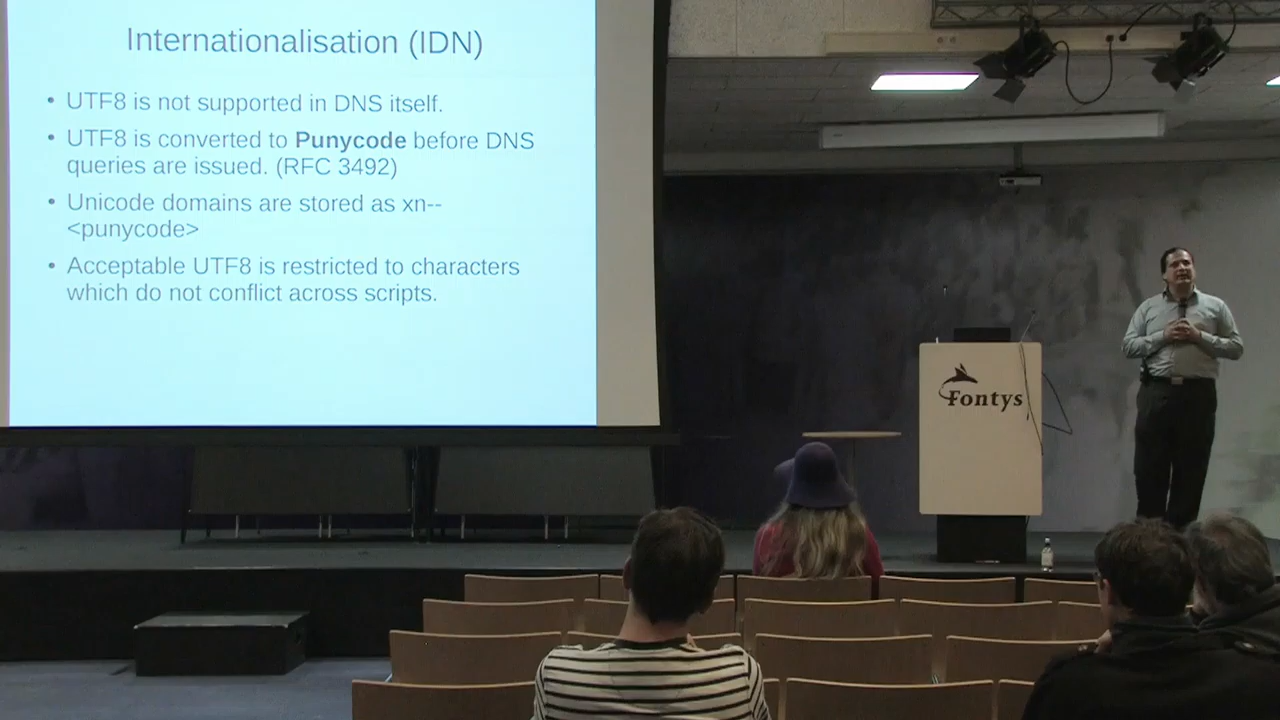 Internationalisation (IDN)
• UTF8 is not supported in DNS itself.
• UTF8 is converted to Punycode before DNS
queries are issued. (RFC 3492)
• Unicode domains are stored as xn--
<punycode>
• Acceptable UTF8 is restricted to characters
which do not conflict across scripts.
Fontys